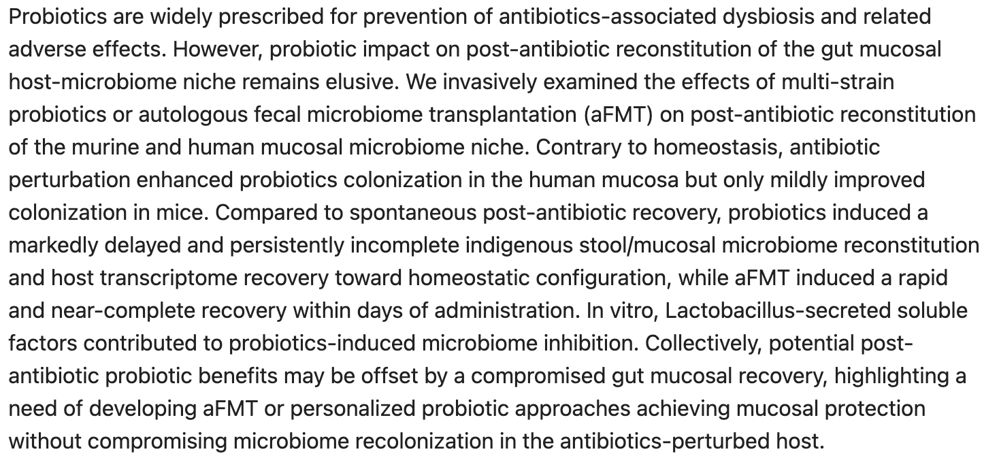 Probiotics are widely prescribed for prevention of antibiotics-associated dysbiosis and related
adverse effects. However, probiotic impact on post-antibiotic reconstitution of the gut mucosal
host-microbiome niche remains elusive. We invasively examined the effects of multi-strain
probiotics or autologous fecal microbiome transplantation (aFMT) on post-antibiotic reconstitution
of the murine and human mucosal microbiome niche. Contrary to homeostasis, antibiotic
perturbation enhanced probiotics colonization in the human mucosa but only mildly improved
colonization in mice. Compared to spontaneous post-antibiotic recovery, probiotics induced a
markedly delayed and persistently incomplete indigenous stool/mucosal microbiome reconstitution
and host transcriptome recovery toward homeostatic configuration, while aFMT induced a rapid
and near-complete recovery within days of administration. In vitro, Lactobacillus-secreted soluble
factors contributed to probiotics-induced microbiome inhibition. Collectively, potential post-
antibiotic probiotic benefits may be offset by a compromised gut mucosal recovery, highlighting a
need of developing aFMT or personalized probiotic approaches achieving mucosal protection
without compromising microbiome recolonization in the antibiotics-perturbed host.